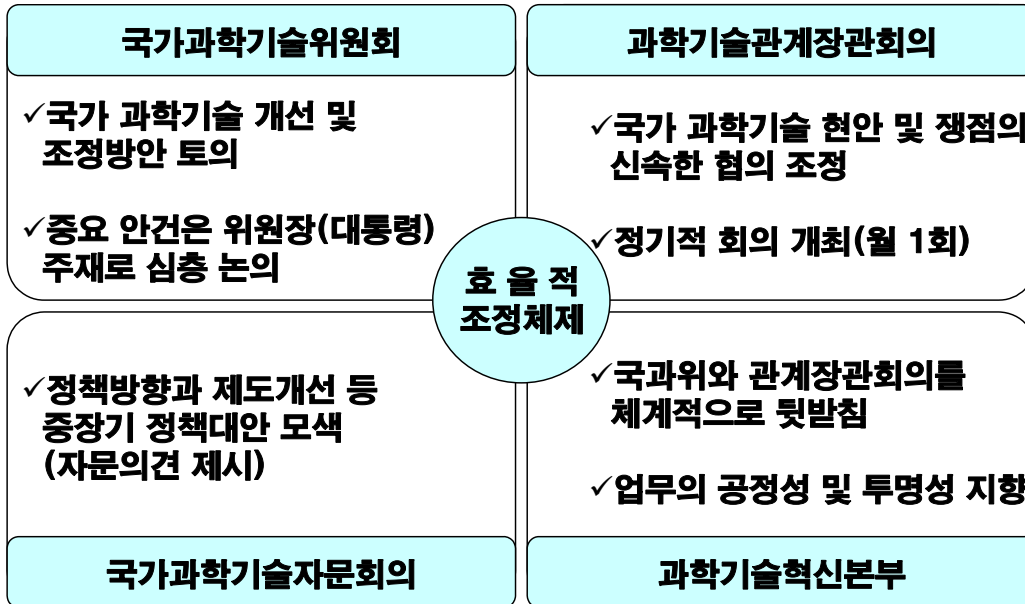 국가과학기술위원회
✓국가 과학기술 개선 및
조정방안 토의
✓중요 안건은 위원장(대통령)
주재로 심층 논의
과학기술관계장관회의
✓국가 과학기술 현안 및 쟁점의
신속한 협의 조정
✓정기적 회의 개최(월 1회)
효 율 적
조정체제
✓정책방향과 제도개선 등
중장기 정책대안 모색
(자문의견 제시)
국가과학기술자문회의
✓국과위와 관계장관회의를
체계적으로 뒷받침
✓업무의 공정성 및 투명성 지향
과학기술혁신본부